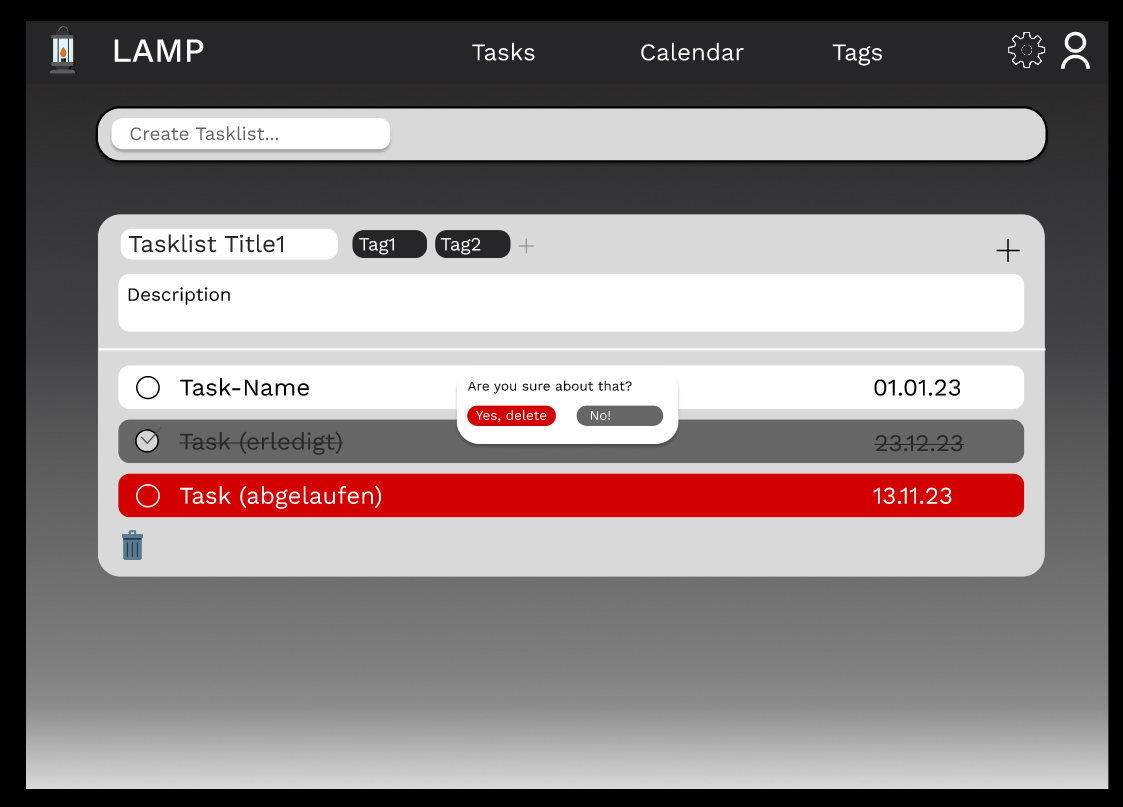 LAMP Tasks Calendar Tags
Create Tasklist...
Tasklist Title1 Tag1 Tag2 +
Description
Task-Name 01.01.23
Are you sure about that?
Yes, delete No!
Task (erledigt) 23.12.23
Task (abgelaufen) 13.11.23